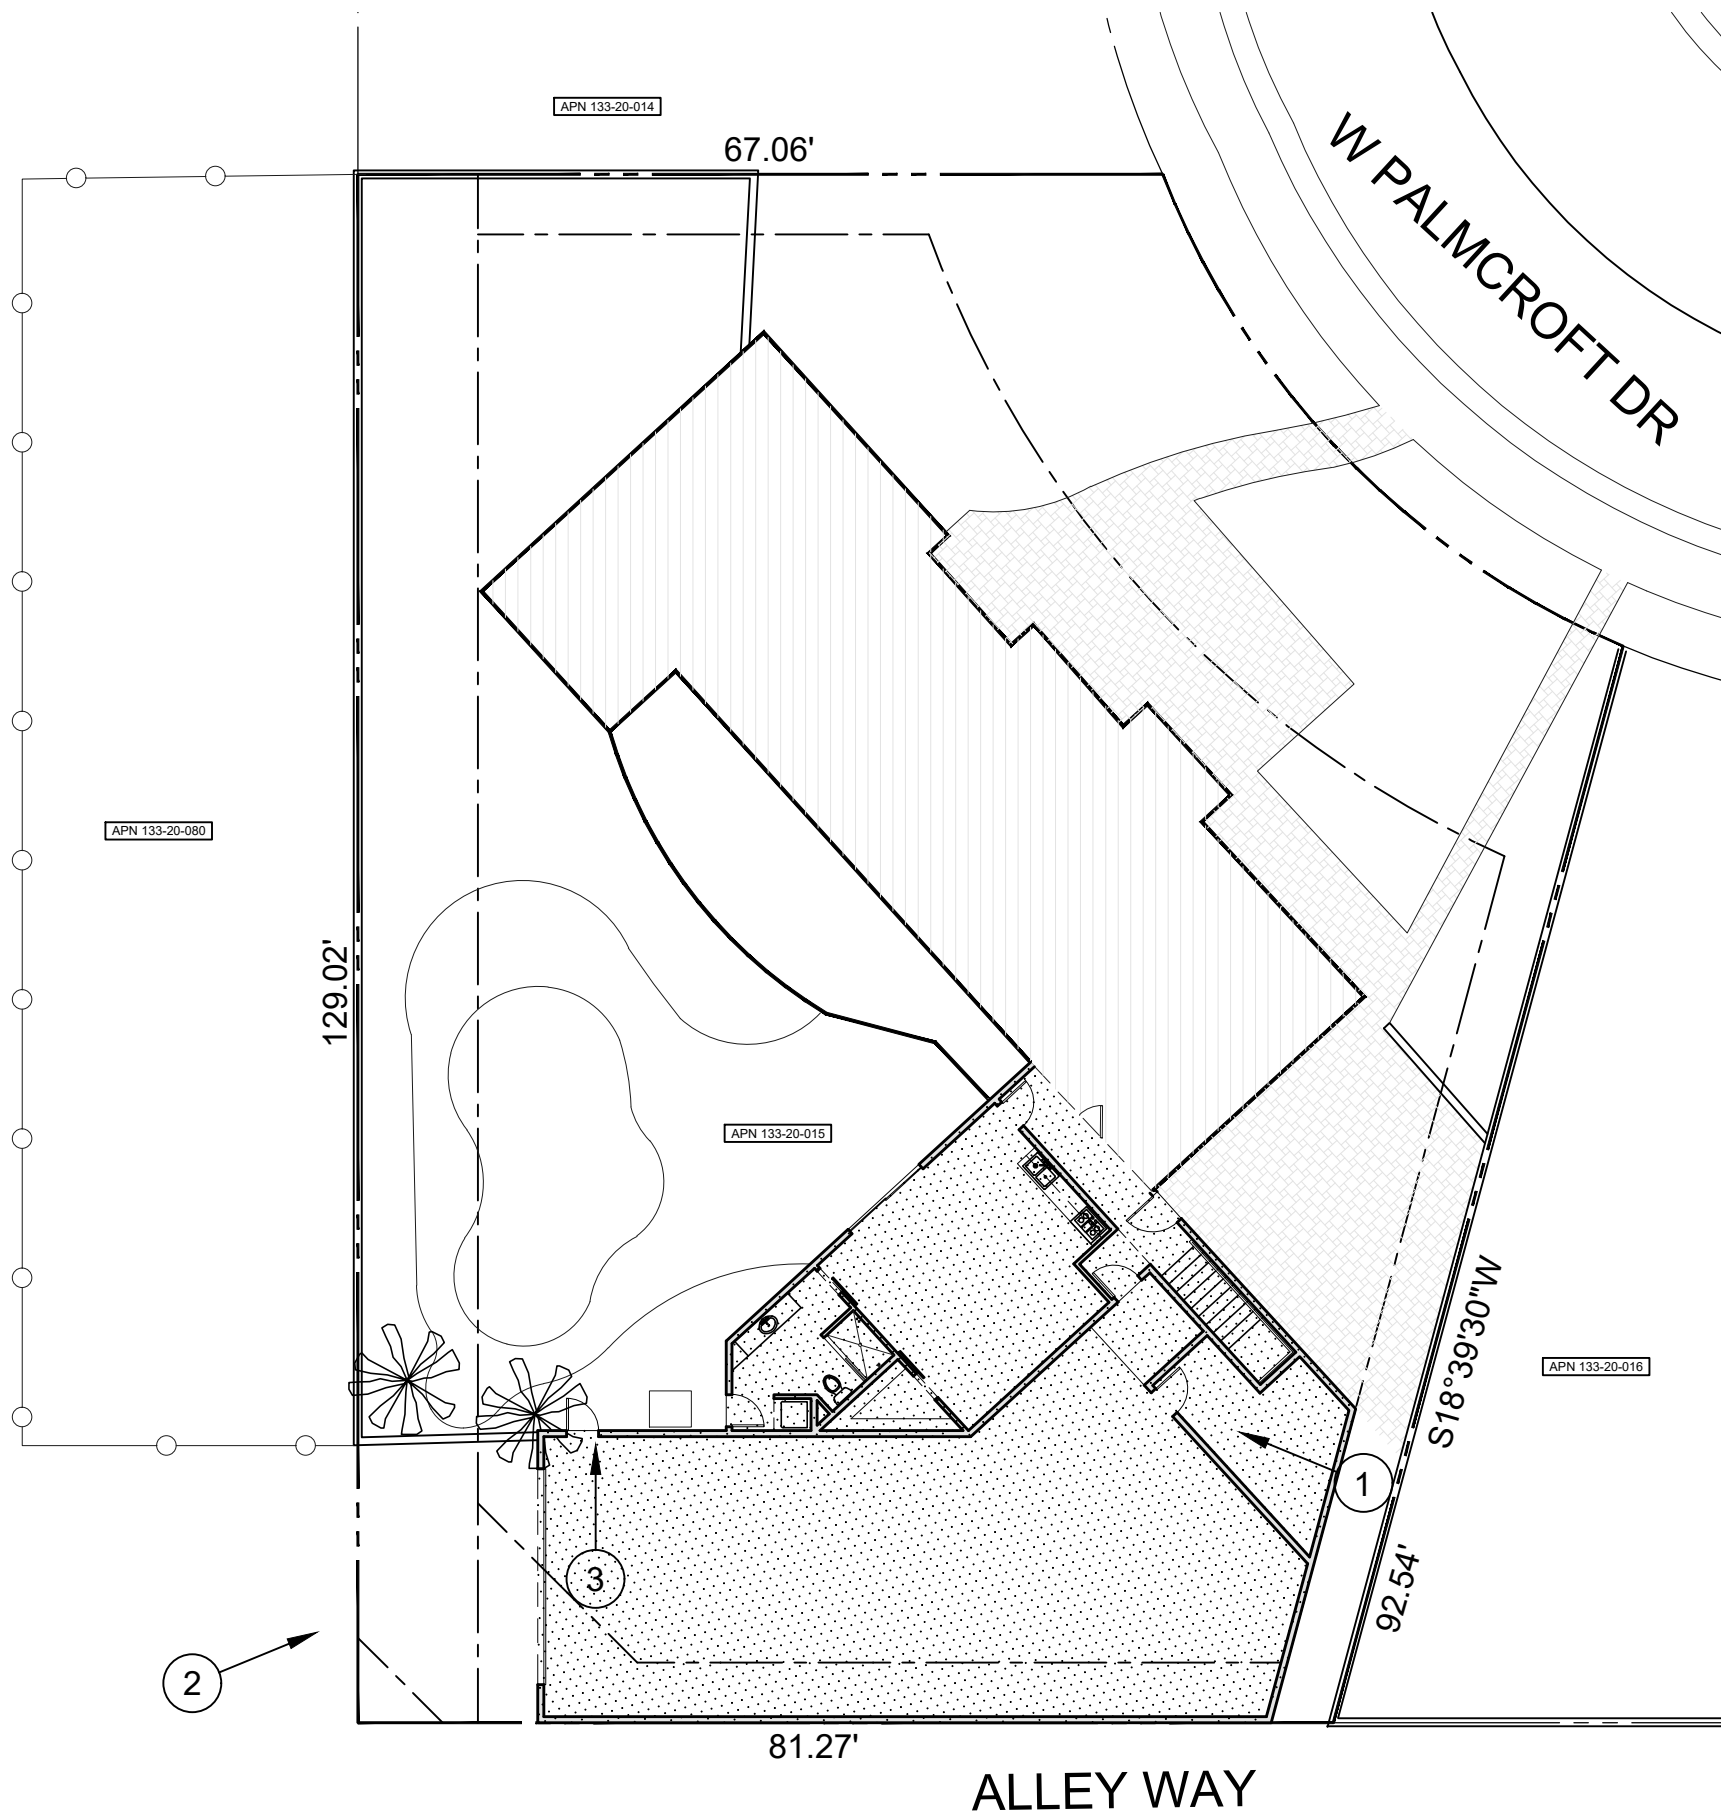 APN 133-20-014
67.06'
W PALMCROFT DR
APN 133-20-080
129.02'
APN 133-20-015
S18°39'30"W
APN 133-20-016
1
3
92.54'
2
81.27'
ALLEY WAY